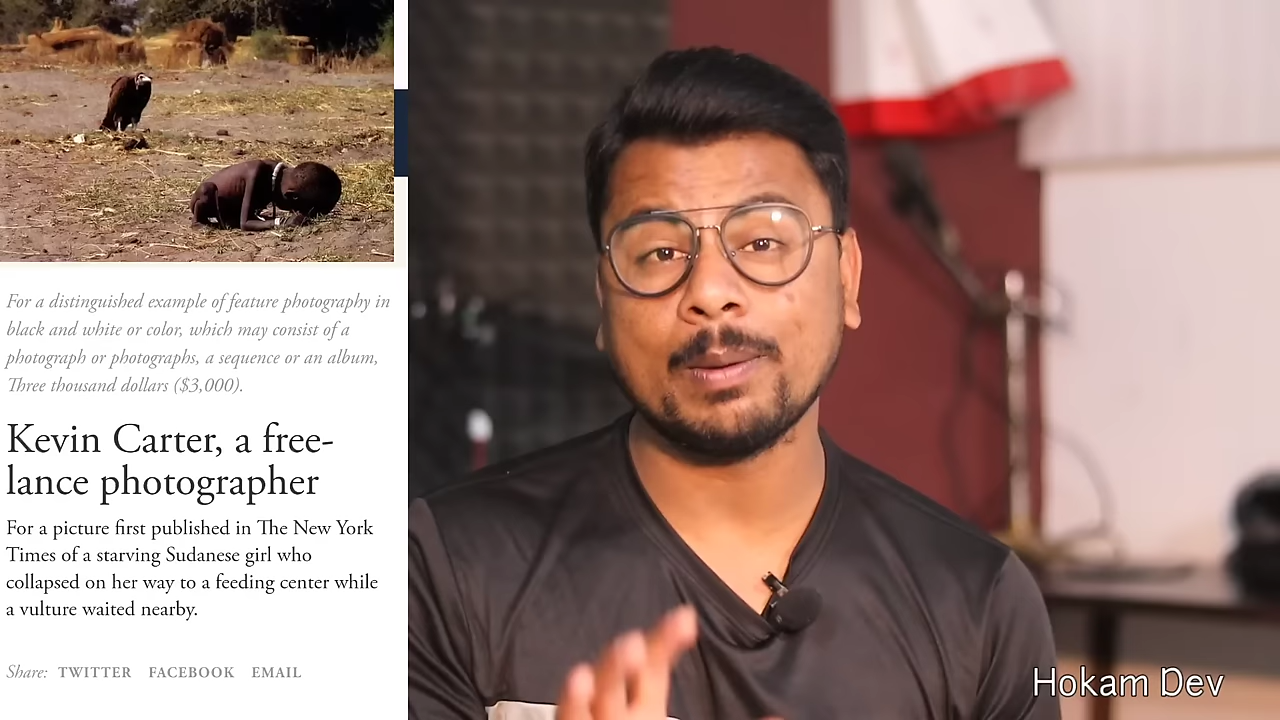 For a distinguished example of feature photography in
black and white or color, which may consist of a
photograph or photographs, a sequence or an album,
Three thousand dollars ($3,000).
Kevin Carter, a free-
lance photographer
For a picture first published in The New York
Times of a starving Sudanese girl who
collapsed on her way to a feeding center while
a vulture waited nearby.
Share: TWITTER FACEBOOK EMAIL
Hokam Dev